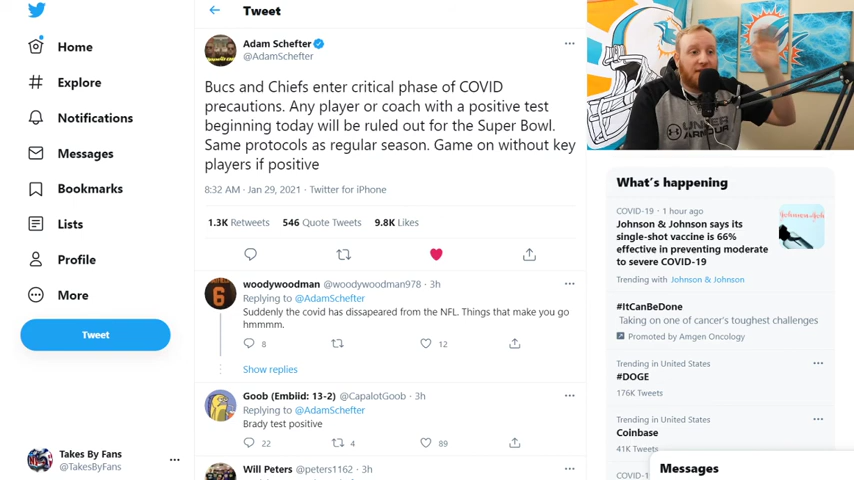 Tweet
Home
Explore
Notifications
Messages
Bookmarks
Lists
Profile
More
Tweet
Takes By Fans
@TakesByFans
Adam Schefter
@AdamSchefter
Bucs and Chiefs enter critical phase of COVID
precautions. Any player or coach with a positive test
beginning today will be ruled out for the Super Bowl.
Same protocols as regular season. Game on without key
players if positive
8:32 AM · Jan 29, 2021 · Twitter for iPhone
1.3K Retweets 546 Quote Tweets 9.8K Likes
woodywoodman @woodywoodman978 · 3h
Replying to @AdamSchefter
Suddenly the covid has dissapeared from the NFL. Things that make you go
hmmmm.
8 12
Show replies
Goob (Embiid: 13-2) @CapalotGoob · 3h
Replying to @AdamSchefter
Brady test positive
22 4 89
Will Peters @peters1162 · 3h
UNDER ARMOUR
What's happening
COVID-19 · 1 hour ago
Johnson & Johnson says its
single-shot vaccine is 66%
effective in preventing moderate
to severe COVID-19
Trending with Johnson & Johnson
#ItCanBeDone
Taking on one of cancer's toughest challenges
Promoted by Amgen Oncology
Trending in United States
#DOGE
176K Tweets
Trending in United States
Coinbase
41K Tweets
COVID-1
Messages